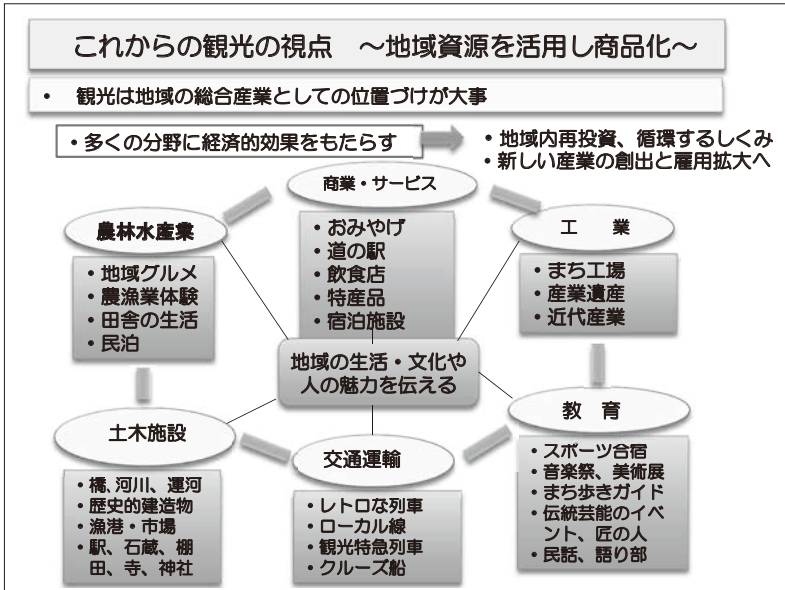 これからの観光の視点　～地域資源を活用し商品化～
• 観光は地域の総合産業としての位置づけが大事
• 多くの分野に経済的効果をもたらす
• 地域内再投資、循環するしくみ
• 新しい産業の創出と雇用拡大へ
商業・サービス
• おみやげ
• 道の駅
• 飲食店
• 特産品
• 宿泊施設
農林水産業
• 地域グルメ
• 農漁業体験
• 田舎の生活
• 民泊
工　業
• まち工場
• 産業遺産
• 近代産業
地域の生活・文化や
人の魅力を伝える
土木施設
• 橋、河川、運河
• 歴史的建造物
• 漁港・市場
• 駅、石蔵、棚
田、寺、神社
交通運輸
• レトロな列車
• ローカル線
• 観光特急列車
• クルーズ船
教　育
• スポーツ合宿
• 音楽祭、美術展
• まち歩きガイド
• 伝統芸能のイベ
ント、匠の人
• 民話、語り部